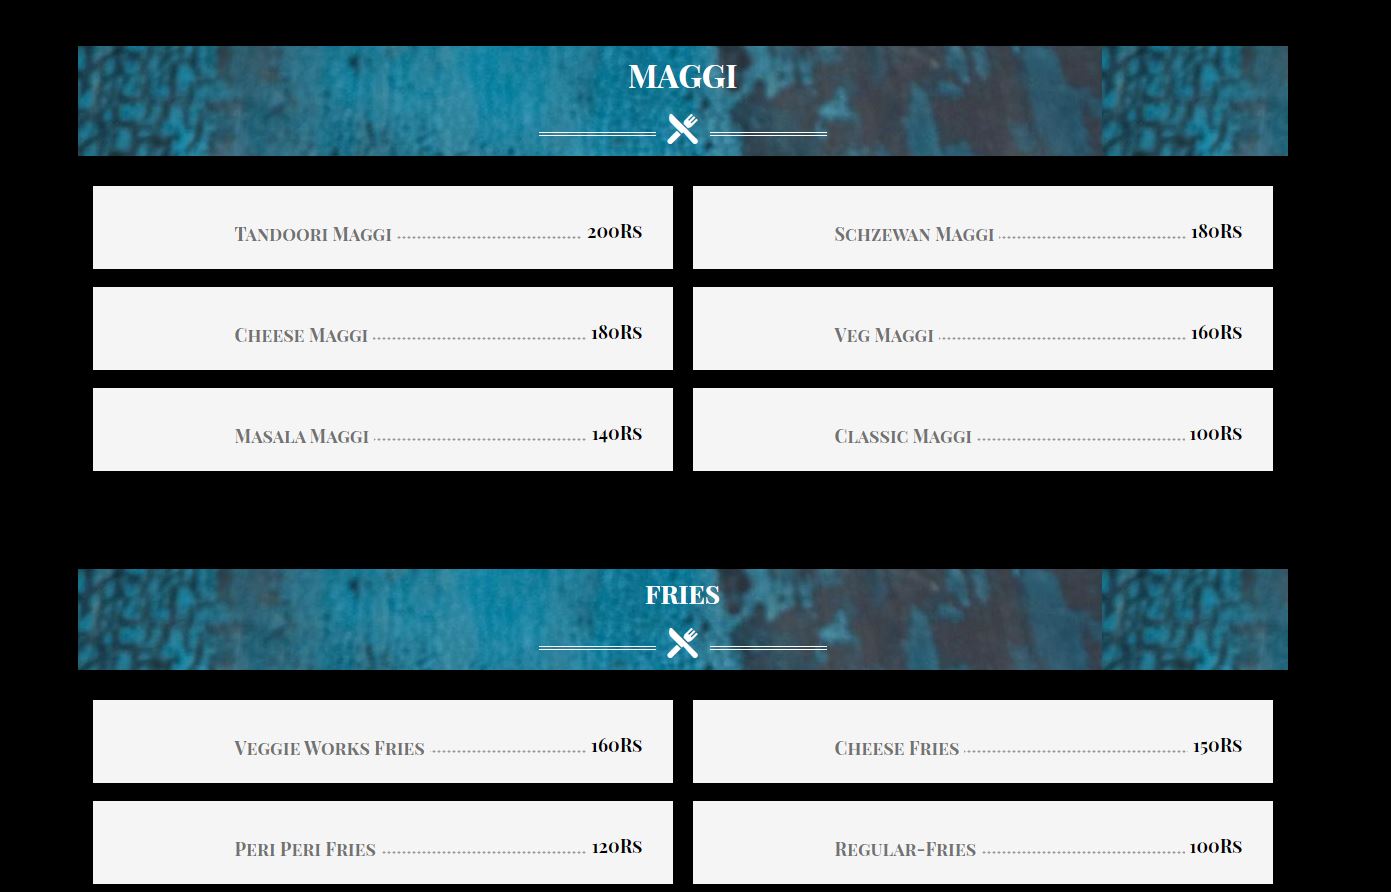 MAGGI
Tandoori Maggi 200Rs
Schzewan Maggi 180Rs
Cheese Maggi 180Rs
Veg Maggi 160Rs
Masala Maggi 140Rs
Classic Maggi 100Rs
FRIES
Veggie Works Fries 160Rs
Cheese Fries 150Rs
Peri Peri Fries 120Rs
Regular-Fries 100Rs